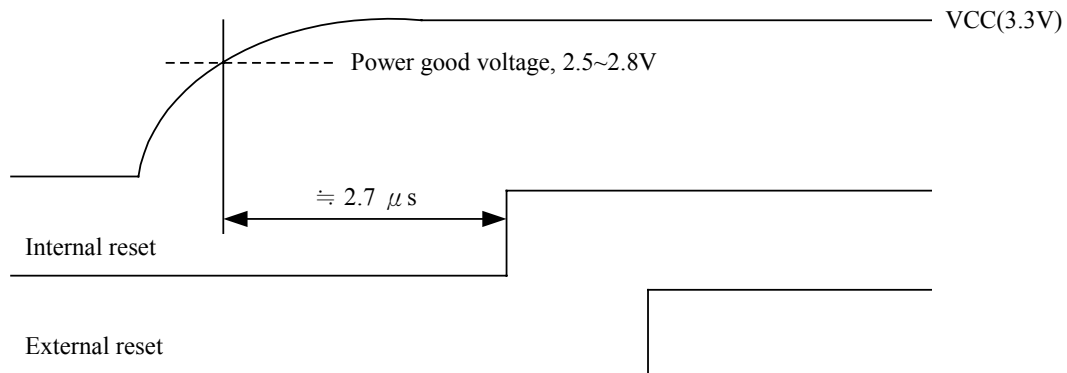 VCC(3.3V)
Power good voltage, 2.5~2.8V
≒ 2.7 μs
Internal reset
External reset